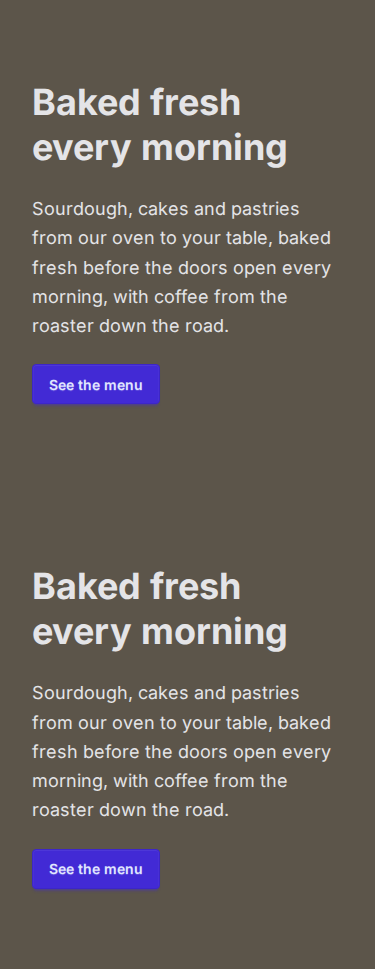 Baked fresh
every morning
Sourdough, cakes and pastries
from our oven to your table, baked
fresh before the doors open every
morning, with coffee from the
roaster down the road.
See the menu
Baked fresh
every morning
Sourdough, cakes and pastries
from our oven to your table, baked
fresh before the doors open every
morning, with coffee from the
roaster down the road.
See the menu